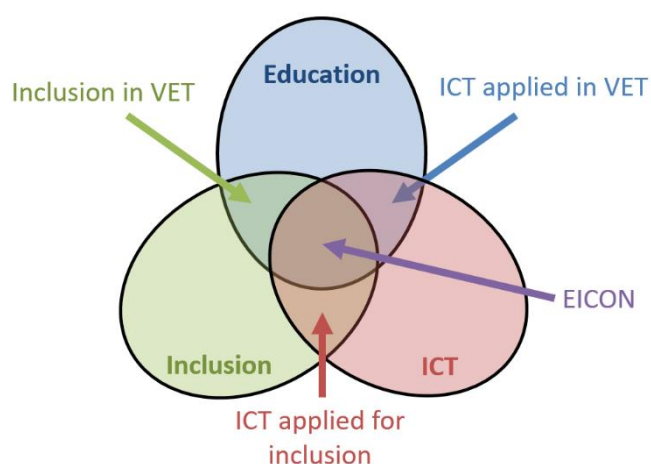 Education
Inclusion in VET
ICT applied in VET
EICON
Inclusion
ICT
ICT applied for
inclusion